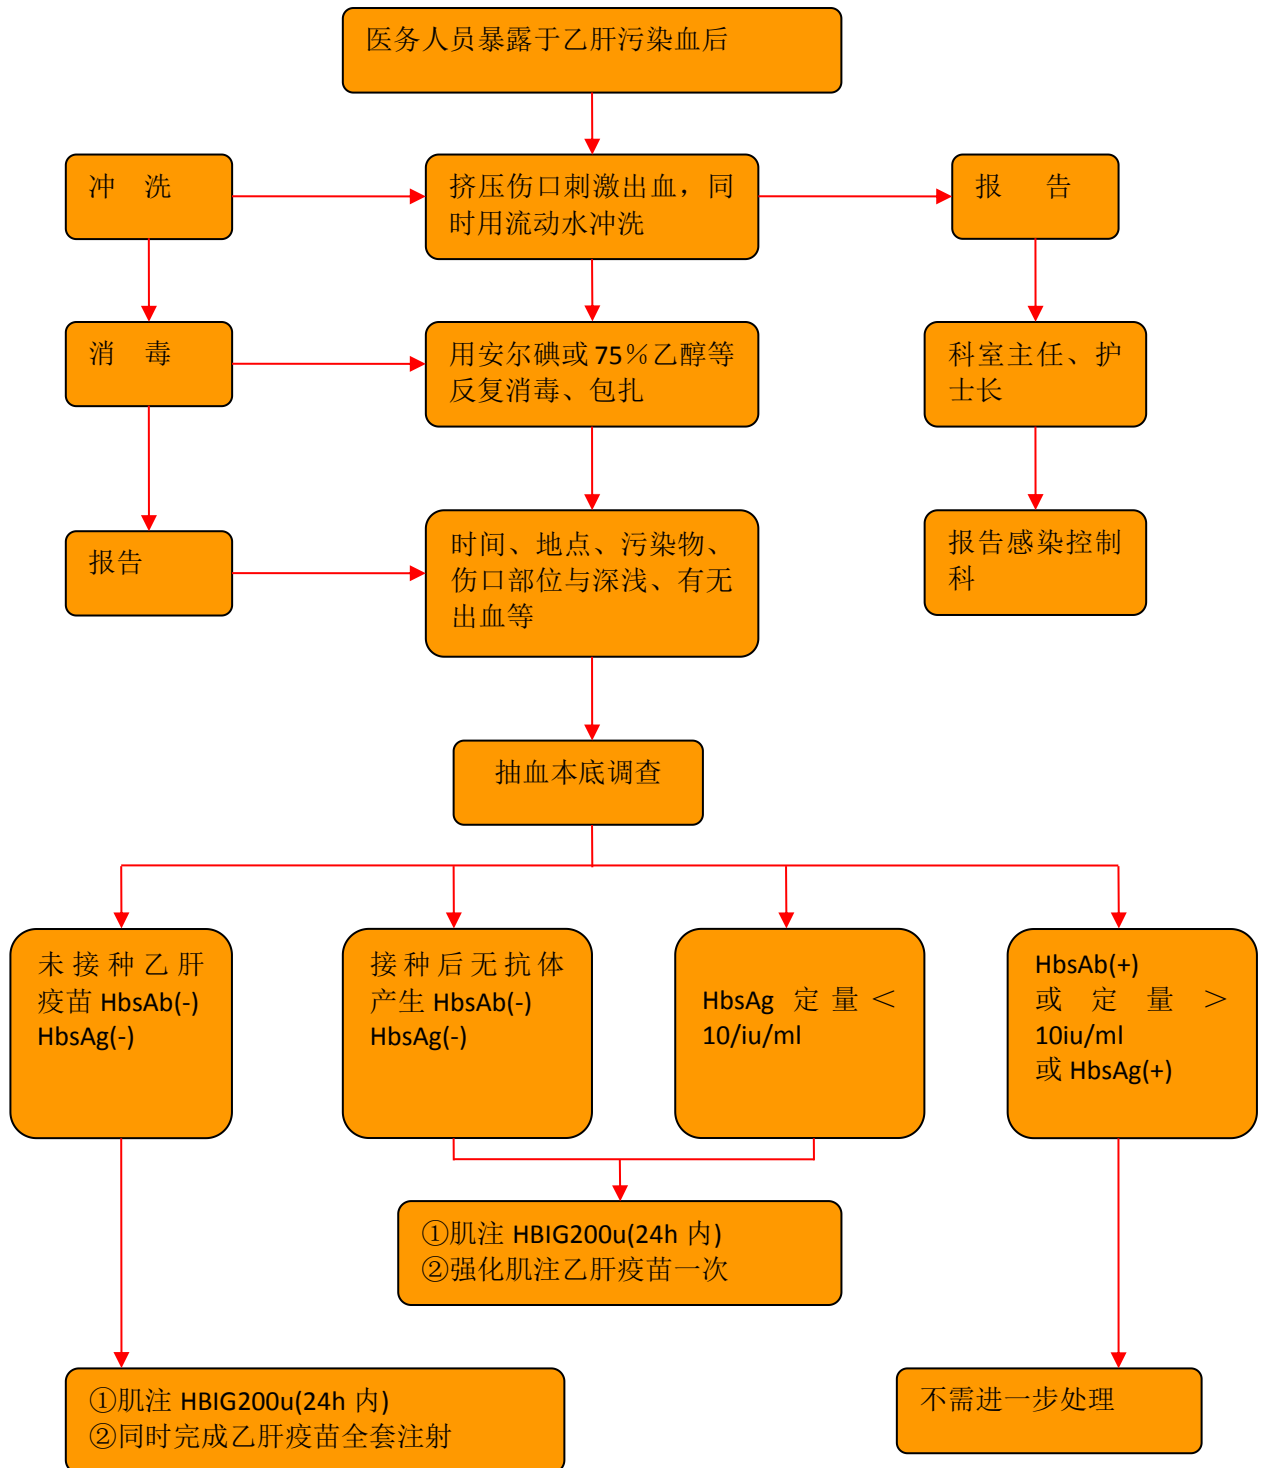 医务人员暴露于乙肝污染血后
冲 洗
挤压伤口刺激出血，同
时用流动水冲洗
报 告
消 毒
用安尔碘或 75％乙醇等
反复消毒、包扎
科室主任、护
士长
报告
时间、地点、污染物、
伤口部位与深浅、有无
出血等
报告感染控制
科
抽血本底调查
未接种乙肝
疫苗 HbsAb(-)
HbsAg(-)
接种后无抗体
产生 HbsAb(-)
HbsAg(-)
HbsAg 定量＜
10/iu/ml
HbsAb(+)
或定量＞
10iu/ml
或 HbsAg(+)
①肌注 HBIG200u(24h 内)
②强化肌注乙肝疫苗一次
①肌注 HBIG200u(24h 内)
②同时完成乙肝疫苗全套注射
不需进一步处理